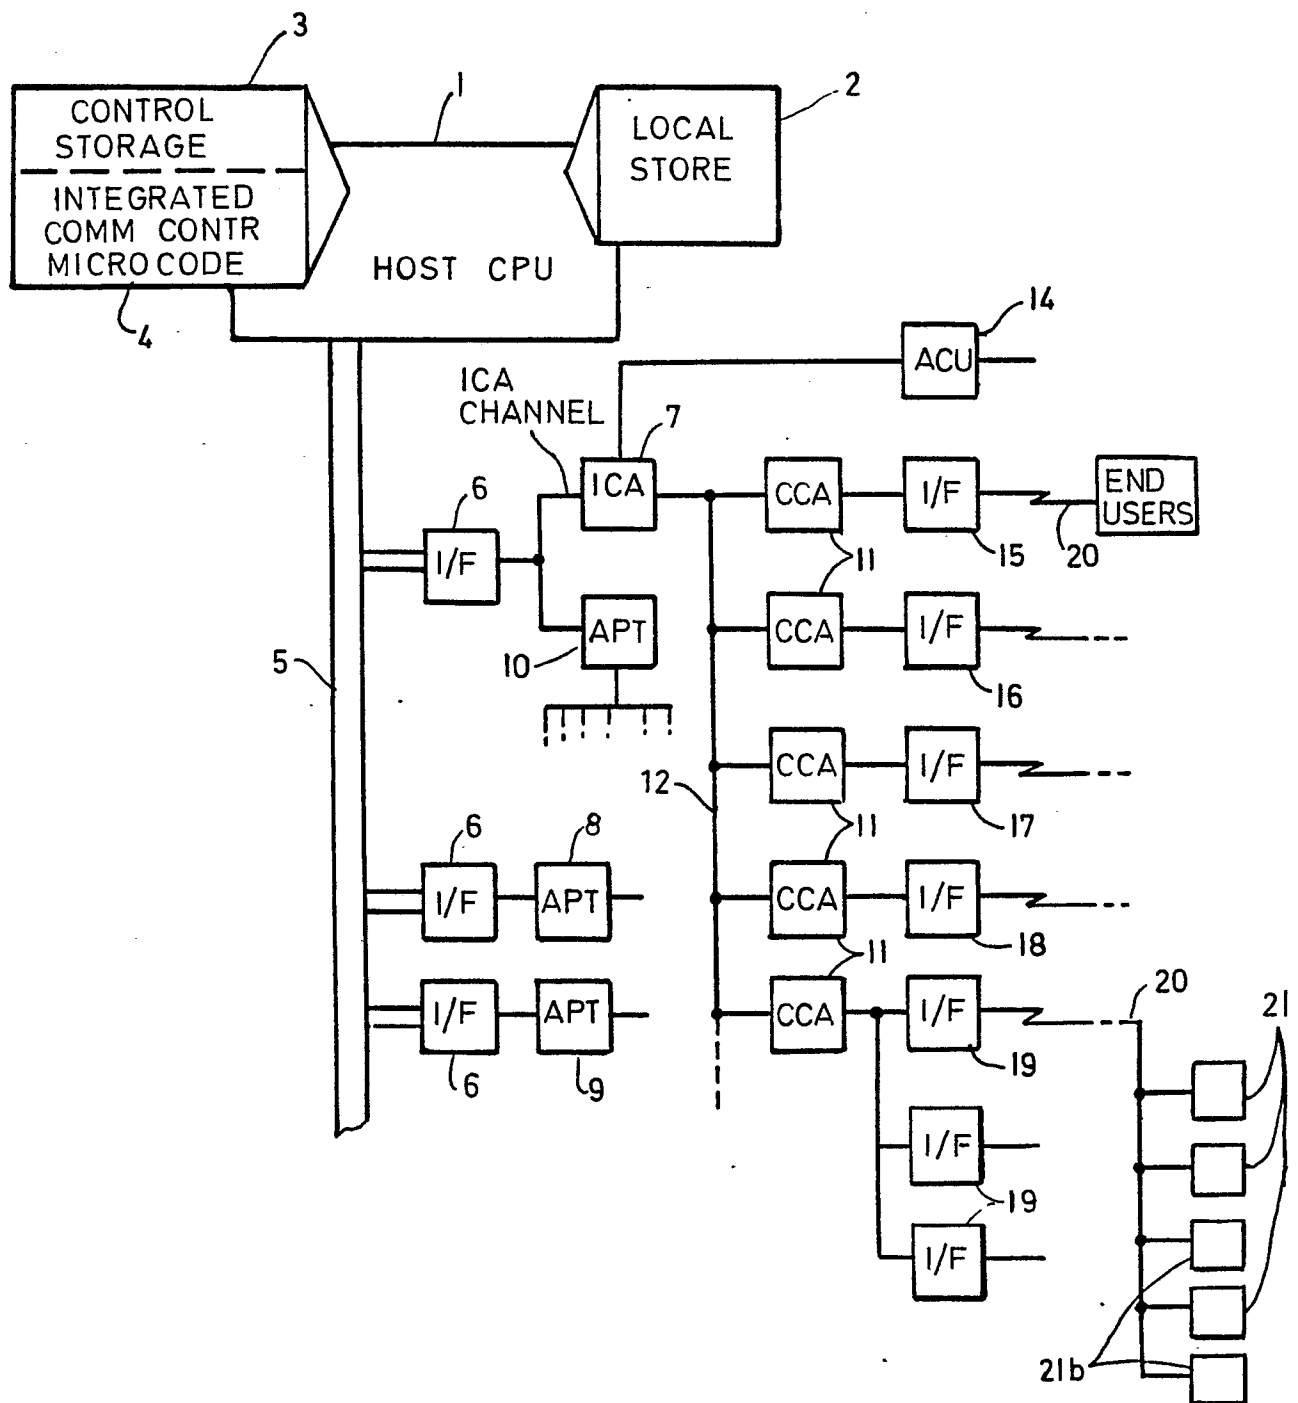 3
1
2
CONTROL
STORAGE
INTEGRATED
COMM CONTR
MICROCODE
LOCAL
STORE
HOST CPU
4
14
ACU
ICA
CHANNEL
7
ICA
6
I/F
CCA
I/F
END
USERS
15
20
11
10
APT
CCA
I/F
16
5
12
CCA
I/F
17
11
6
8
I/F
APT
CCA
I/F
18
11
I/F
APT
6
9
CCA
I/F
19
20
21
I/F
19
I/F
21b